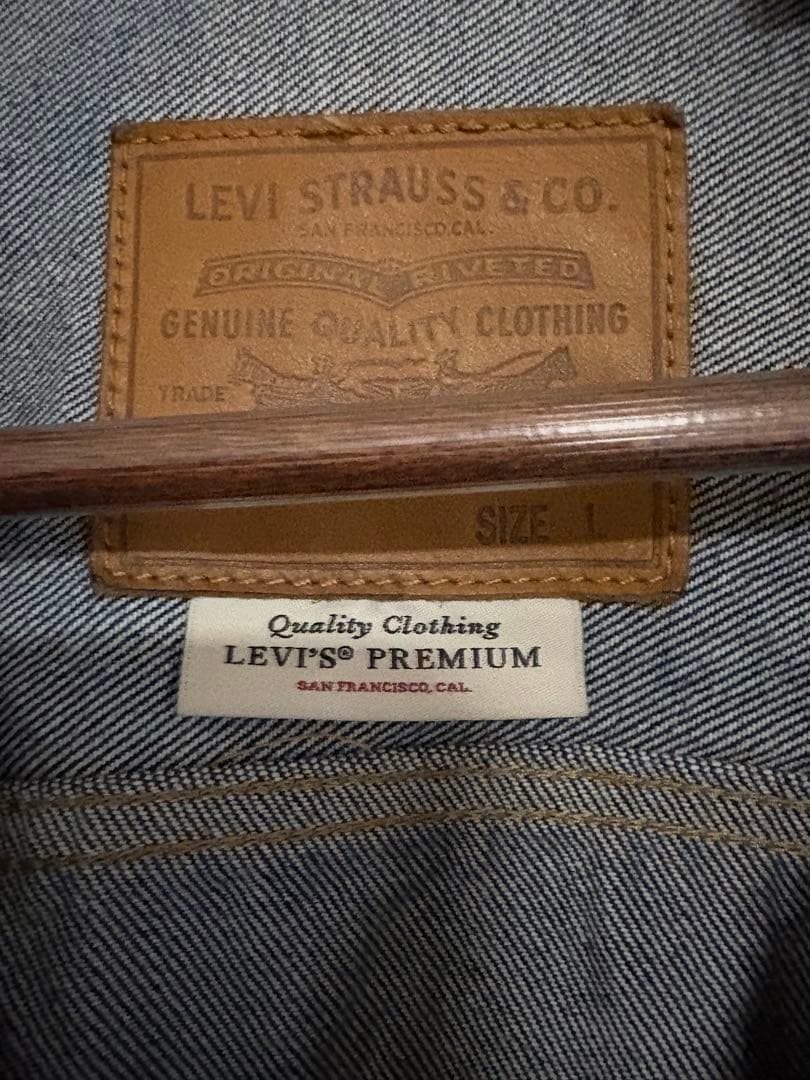 LEVI STRAUSS & CO.
SAN FRANCISCO, CAL.
ORIGINAL RIVETED
GENUINE QUALITY CLOTHING
TRADE
SIZE L
Quality Clothing
LEVI'S® PREMIUM
SAN FRANCISCO, CAL.